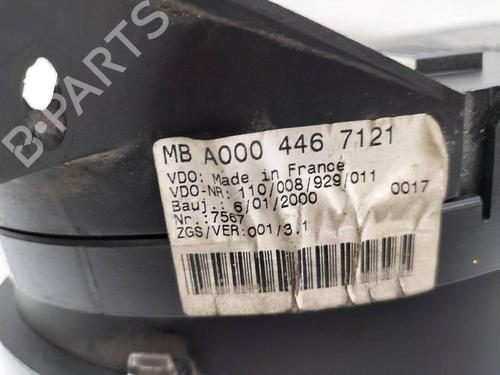 B-PARTS
MB A000 446 7121
VDO: Made in France
VDO-NR: 110/008/929/011
Bauj.: 6/01/2000 0017
Nr.:7567
ZGS/VER:001/3.1